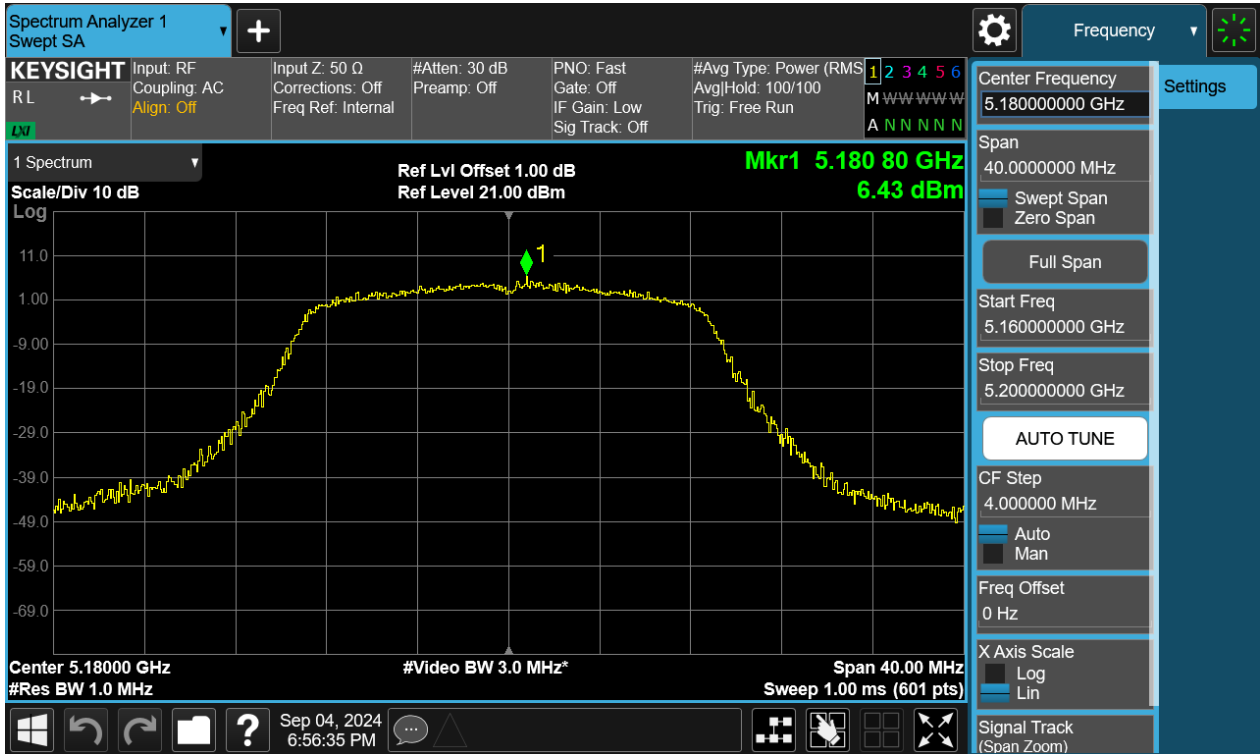 Spectrum Analyzer 1
Swept SA
Frequency
KEYSIGHT
R L
LXI
Input: RF
Coupling: AC
Align: Off
Input Z: 50 Ω
Corrections: Off
Freq Ref: Internal
#Atten: 30 dB
Preamp: Off
PNO: Fast
Gate: Off
IF Gain: Low
Sig Track: Off
#Avg Type: Power (RMS
Avg|Hold: 100/100
Trig: Free Run
1 2 3 4 5 6
M W W W W W
A N N N N N
1 Spectrum
Scale/Div 10 dB
Ref Lvl Offset 1.00 dB
Ref Level 21.00 dBm
Mkr1 5.180 80 GHz
6.43 dBm
Log
1
11.0
1.00
-9.00
-19.0
-29.0
-39.0
-49.0
-59.0
-69.0
Center 5.18000 GHz
#Res BW 1.0 MHz
#Video BW 3.0 MHz*
Span 40.00 MHz
Sweep 1.00 ms (601 pts)
Center Frequency
5.180000000 GHz
Settings
Span
40.0000000 MHz
Swept Span
Zero Span
Full Span
Start Freq
5.160000000 GHz
Stop Freq
5.200000000 GHz
AUTO TUNE
CF Step
4.000000 MHz
Auto
Man
Freq Offset
0 Hz
X Axis Scale
Log
Lin
Signal Track
(Span Zoom)
?
Sep 04, 2024
6:56:35 PM